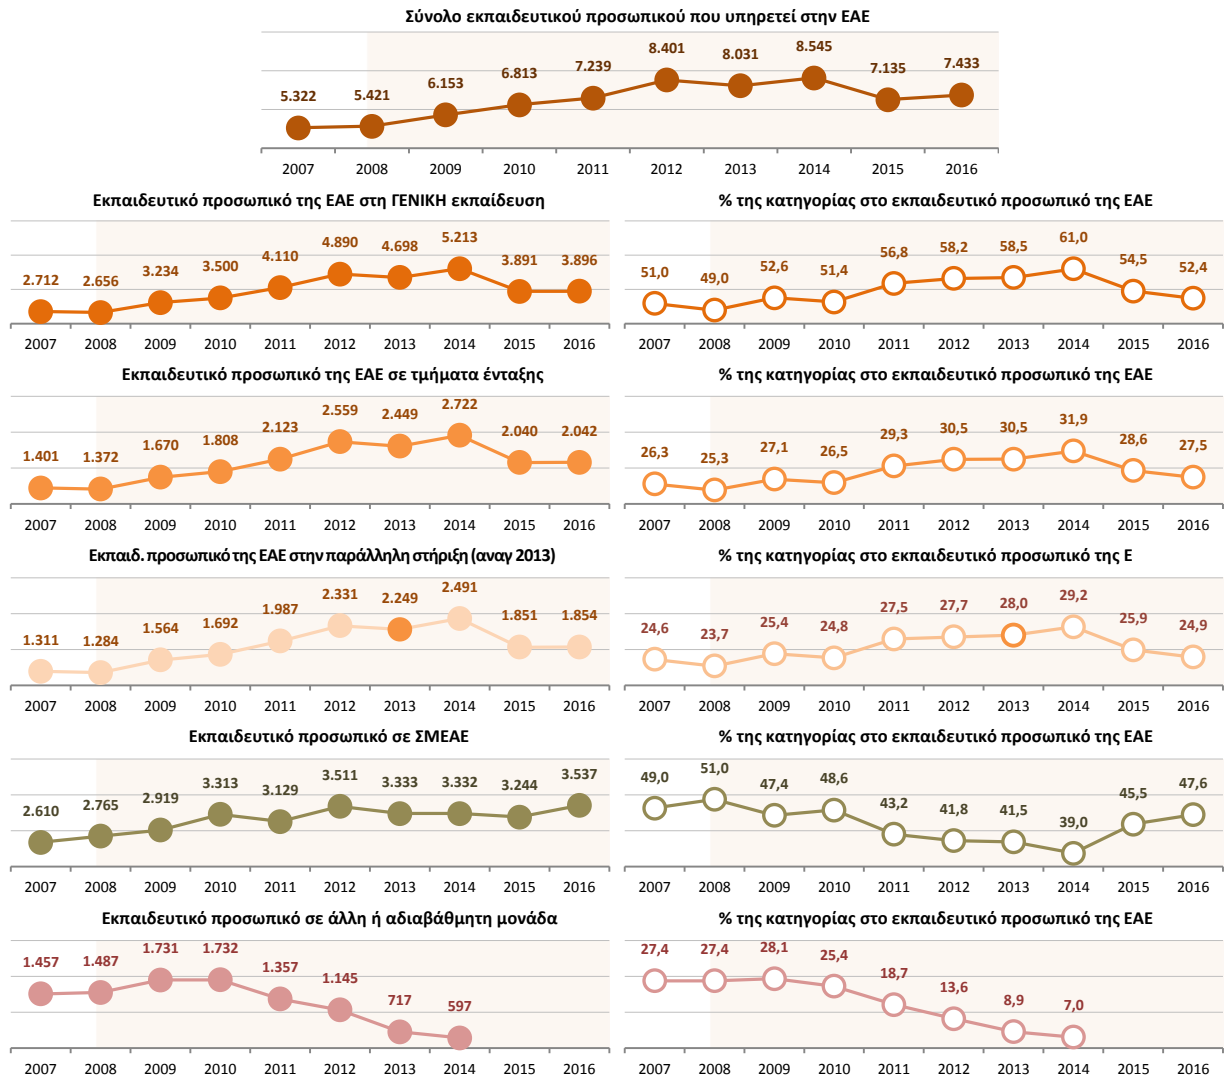 Σύνολο εκπαιδευτικού προσωπικού που υπηρετεί στην ΕΑΕ
5.322 5.421 6.153 6.813 7.239 8.401 8.031 8.545 7.135 7.433
2007 2008 2009 2010 2011 2012 2013 2014 2015 2016
Εκπαιδευτικό προσωπικό της ΕΑΕ στη ΓΕΝΙΚΗ εκπαίδευση
2.712 2.656 3.234 3.500 4.110 4.890 4.698 5.213 3.891 3.896
2007 2008 2009 2010 2011 2012 2013 2014 2015 2016
% της κατηγορίας στο εκπαιδευτικό προσωπικό της ΕΑΕ
51,0 49,0 52,6 51,4 56,8 58,2 58,5 61,0 54,5 52,4
2007 2008 2009 2010 2011 2012 2013 2014 2015 2016
Εκπαιδευτικό προσωπικό της ΕΑΕ σε τμήματα ένταξης
1.401 1.372 1.670 1.808 2.123 2.559 2.449 2.722 2.040 2.042
2007 2008 2009 2010 2011 2012 2013 2014 2015 2016
% της κατηγορίας στο εκπαιδευτικό προσωπικό της ΕΑΕ
26,3 25,3 27,1 26,5 29,3 30,5 30,5 31,9 28,6 27,5
2007 2008 2009 2010 2011 2012 2013 2014 2015 2016
Εκπαιδ. προσωπικό της ΕΑΕ στην παράλληλη στήριξη (αναγ 2013)
1.311 1.284 1.564 1.692 1.987 2.331 2.249 2.491 1.851 1.854
2007 2008 2009 2010 2011 2012 2013 2014 2015 2016
% της κατηγορίας στο εκπαιδευτικό προσωπικό της Ε
24,6 23,7 25,4 24,8 27,5 27,7 28,0 29,2 25,9 24,9
2007 2008 2009 2010 2011 2012 2013 2014 2015 2016
Εκπαιδευτικό προσωπικό σε ΣΜΕΑΕ
2.610 2.765 2.919 3.313 3.129 3.511 3.333 3.332 3.244 3.537
2007 2008 2009 2010 2011 2012 2013 2014 2015 2016
% της κατηγορίας στο εκπαιδευτικό προσωπικό της ΕΑΕ
49,0 51,0 47,4 48,6 43,2 41,8 41,5 39,0 45,5 47,6
2007 2008 2009 2010 2011 2012 2013 2014 2015 2016
Εκπαιδευτικό προσωπικό σε άλλη ή αδιαβάθμητη μονάδα
1.457 1.487 1.731 1.732 1.357 1.145 717 597
2007 2008 2009 2010 2011 2012 2013 2014 2015 2016
% της κατηγορίας στο εκπαιδευτικό προσωπικό της ΕΑΕ
27,4 27,4 28,1 25,4 18,7 13,6 8,9 7,0
2007 2008 2009 2010 2011 2012 2013 2014 2015 2016